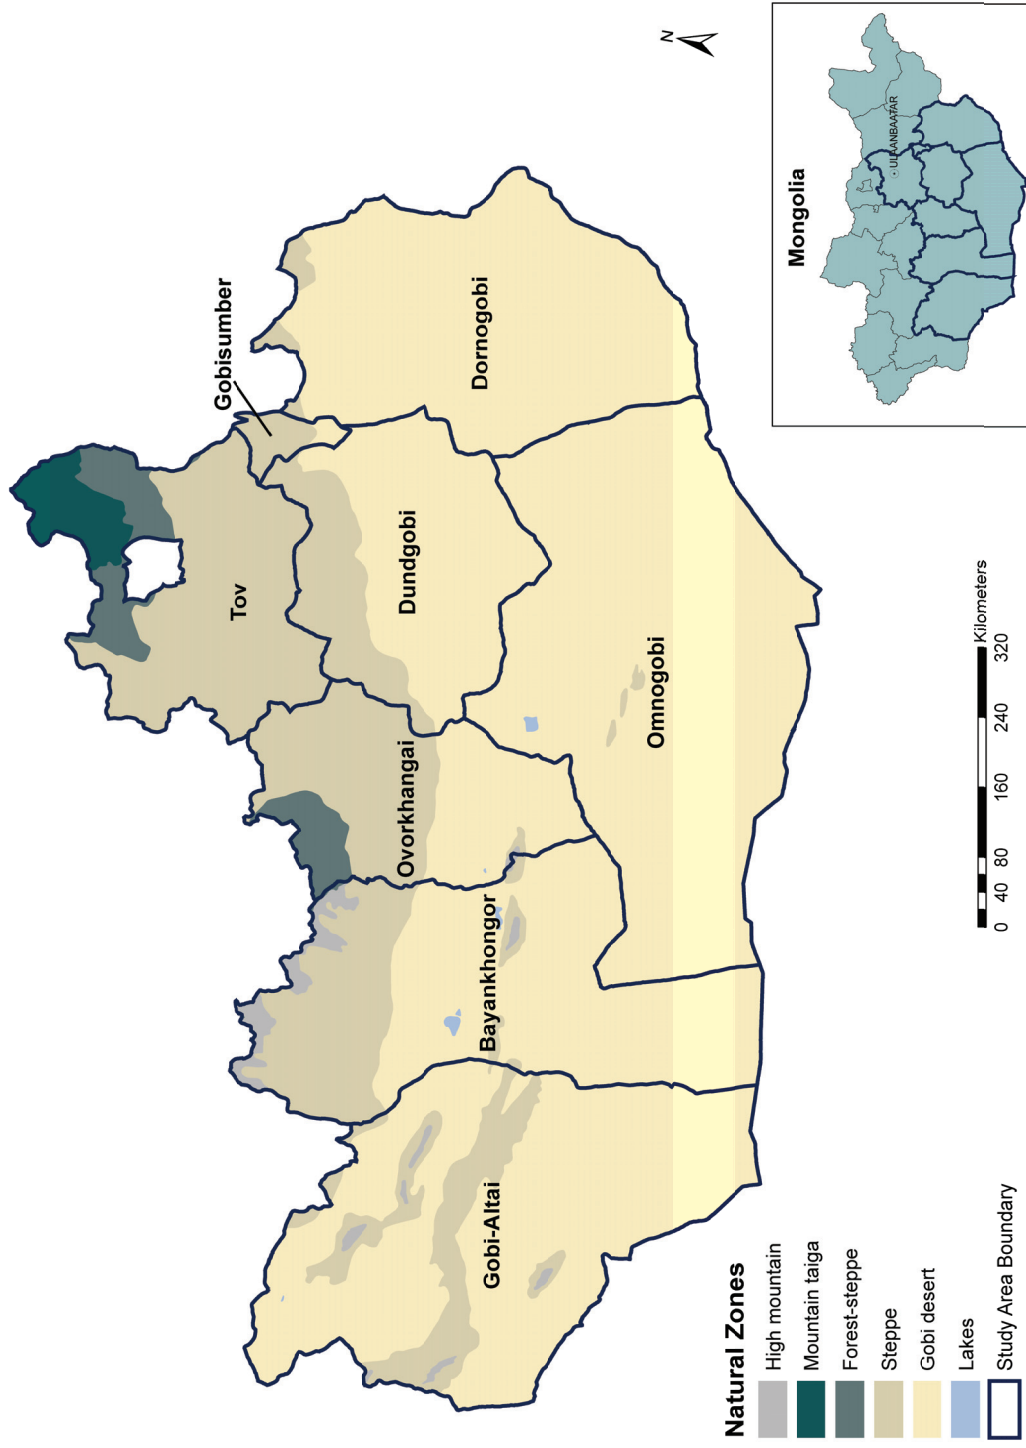 N
Gobisumber
Tov
Dundgobi
Dornogobi
Ovorkhangai
Bayankhongor
Omnogobi
Gobi-Altai
Natural Zones
High mountain
Mountain taiga
Forest-steppe
Steppe
Gobi desert
Lakes
Study Area Boundary
0 40 80 160 240 320
Kilometers
Mongolia
ULAANBAATAR